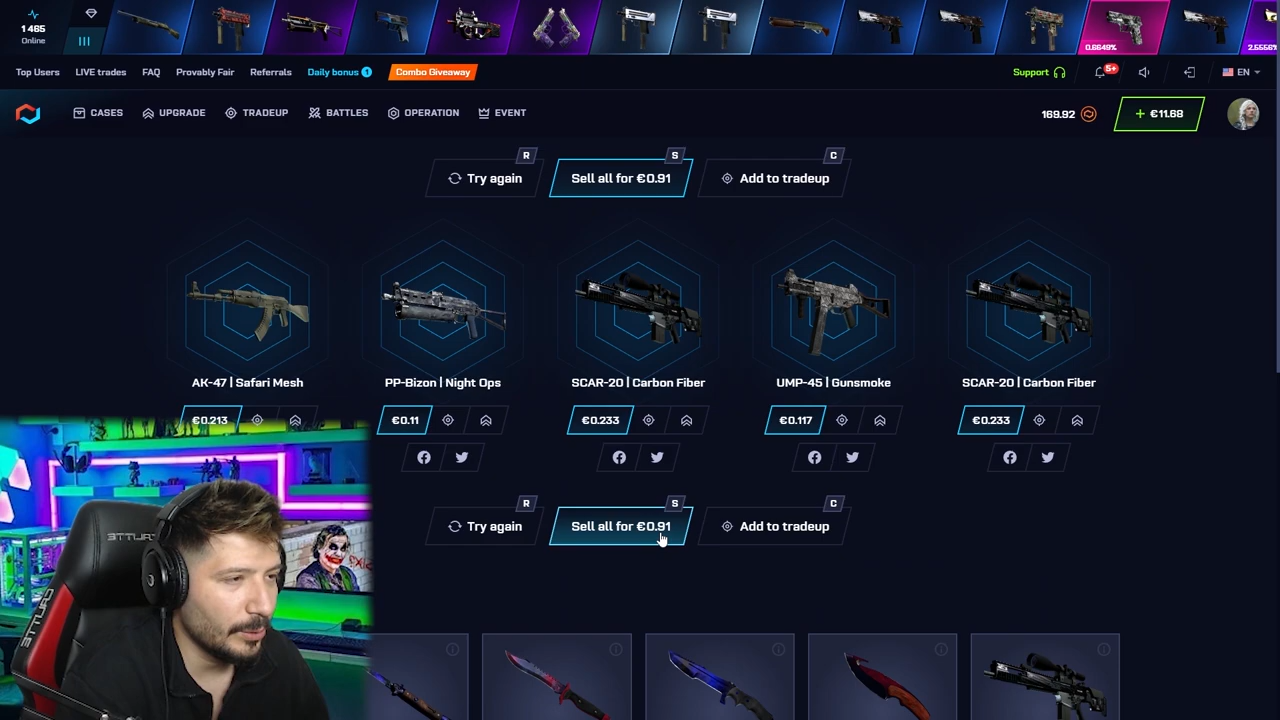 1 465
Online
0.6649%
2.5556%
Top Users
LIVE trades
FAQ
Provably Fair
Referrals
Daily bonus 1
Combo Giveaway
Support
5+
EN
CASES
UPGRADE
TRADEUP
BATTLES
OPERATION
EVENT
169.92
+ €11.68
R
Try again
S
Sell all for €0.91
C
Add to tradeup
AK-47 | Safari Mesh
PP-Bizon | Night Ops
SCAR-20 | Carbon Fiber
UMP-45 | Gunsmoke
SCAR-20 | Carbon Fiber
€0.213
€0.11
€0.233
€0.117
€0.233
R
Try again
S
Sell all for €0.91
C
Add to tradeup